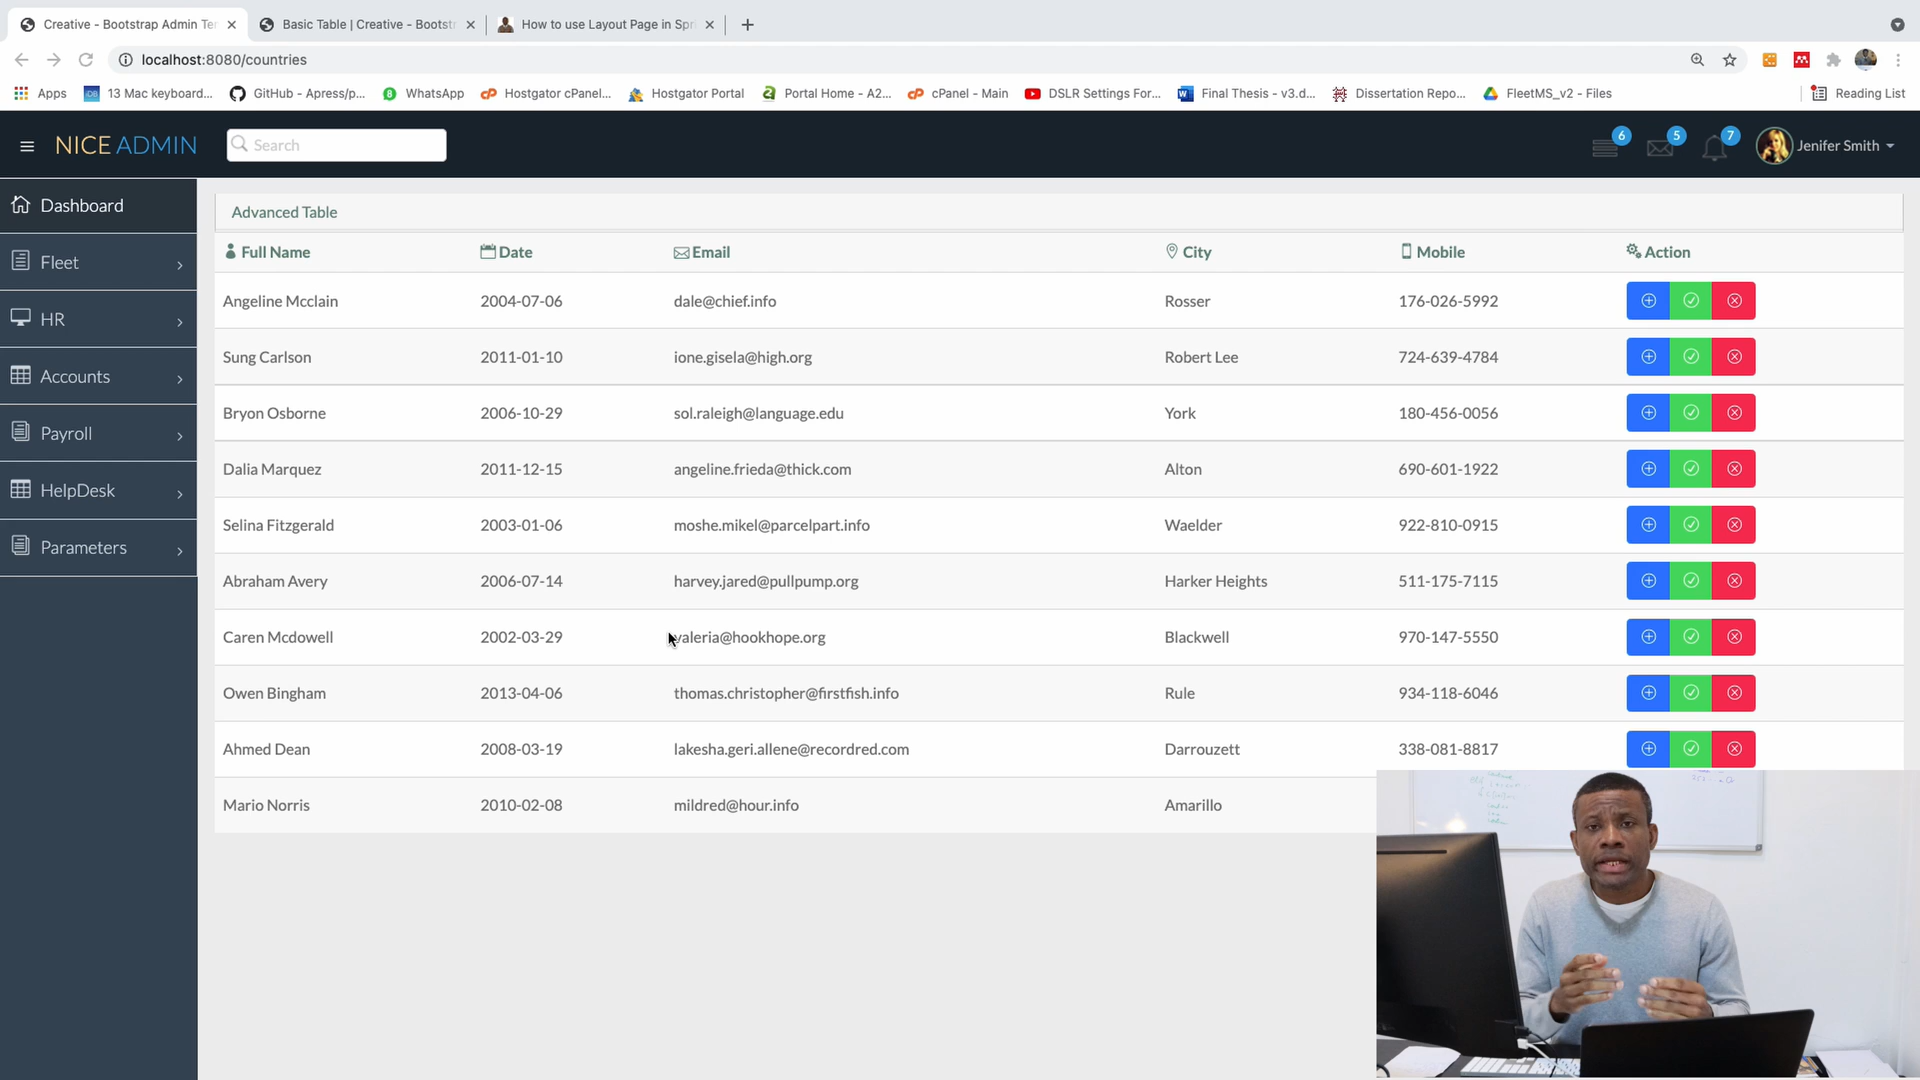 Creative - Bootstrap Admin Te
Basic Table | Creative - Bootst
How to use Layout Page in Spr
localhost:8080/countries
Apps
13 Mac keyboard...
GitHub - Apress/p...
WhatsApp
Hostgator cPanel...
Hostgator Portal
Portal Home - A2...
cPanel - Main
DSLR Settings For...
Final Thesis - v3.d...
Dissertation Repo...
FleetMS_v2 - Files
Reading List
NICE ADMIN
Search
6
5
7
Jenifer Smith
Dashboard
Fleet
HR
Accounts
Payroll
HelpDesk
Parameters
Advanced Table
Full Name Date Email City Mobile Action
Angeline Mcclain 2004-07-06 dale@chief.info Rosser 176-026-5992
Sung Carlson 2011-01-10 ione.gisela@high.org Robert Lee 724-639-4784
Bryon Osborne 2006-10-29 sol.raleigh@language.edu York 180-456-0056
Dalia Marquez 2011-12-15 angeline.frieda@thick.com Alton 690-601-1922
Selina Fitzgerald 2003-01-06 moshe.mikel@parcelpart.info Waelder 922-810-0915
Abraham Avery 2006-07-14 harvey.jared@pullpump.org Harker Heights 511-175-7115
Caren Mcdowell 2002-03-29 valeria@hookhope.org Blackwell 970-147-5550
Owen Bingham 2013-04-06 thomas.christopher@firstfish.info Rule 934-118-6046
Ahmed Dean 2008-03-19 lakesha.geri.allene@recordred.com Darrouzett 338-081-8817
Mario Norris 2010-02-08 mildred@hour.info Amarillo